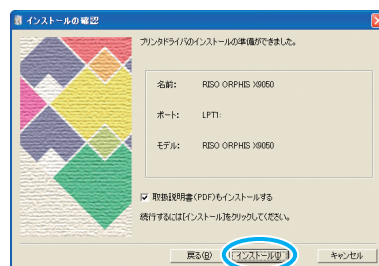 インストールの確認
プリンタドライバのインストールの準備ができました。
名前: RISO ORPHIS X9050
ポート: LPT1:
モデル: RISO ORPHIS X9050
取扱説明書(PDF)もインストールする
続行するには[インストール]をクリックしてください。
戻る(B) インストール(I) キャンセル